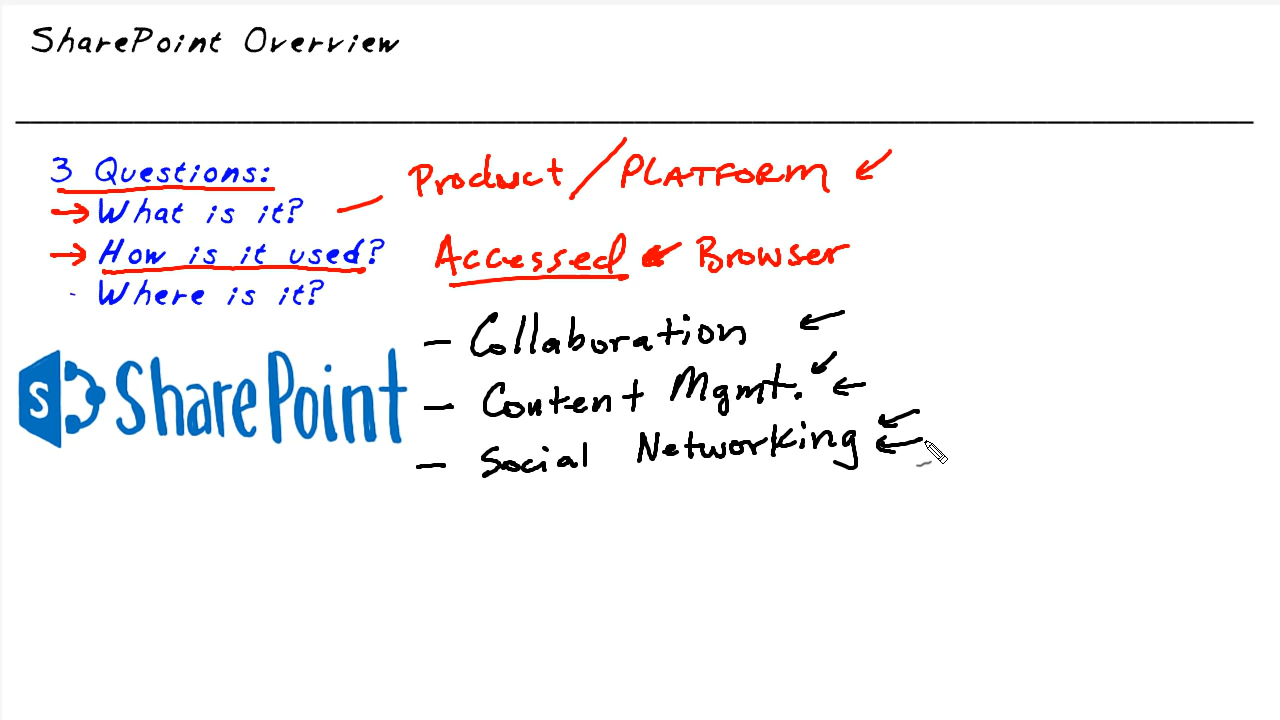 SharePoint Overview
3 Questions:
→ What is it? — Product / PLATFORM ↙
→ How is it used? Accessed ← Browser
- Where is it?
- Collaboration ←
- Content Mgmt. ←
- Social Networking ←
S SharePoint